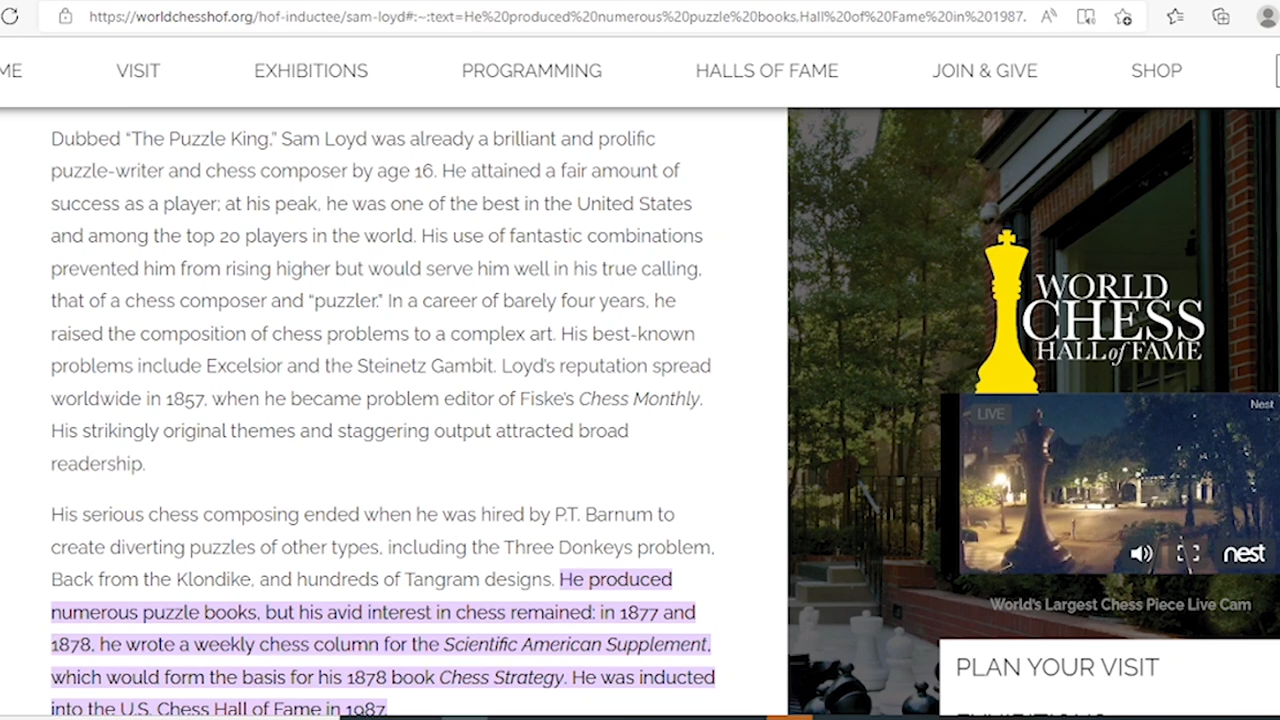 https://worldchesshof.org/hof-inductee/sam-loyd#:~:text=He%20produced%20numerous%20puzzle%20books,Hall%20of%20Fame%20in%201987.
ME VISIT EXHIBITIONS PROGRAMMING HALLS OF FAME JOIN & GIVE SHOP
Dubbed “The Puzzle King,” Sam Loyd was already a brilliant and prolific
puzzle-writer and chess composer by age 16. He attained a fair amount of
success as a player; at his peak, he was one of the best in the United States
and among the top 20 players in the world. His use of fantastic combinations
prevented him from rising higher but would serve him well in his true calling,
that of a chess composer and “puzzler.” In a career of barely four years, he
raised the composition of chess problems to a complex art. His best-known
problems include Excelsior and the Steinetz Gambit. Loyd’s reputation spread
worldwide in 1857, when he became problem editor of Fiske’s Chess Monthly.
His strikingly original themes and staggering output attracted broad
readership.
His serious chess composing ended when he was hired by P.T. Barnum to
create diverting puzzles of other types, including the Three Donkeys problem,
Back from the Klondike, and hundreds of Tangram designs. He produced
numerous puzzle books, but his avid interest in chess remained: in 1877 and
1878, he wrote a weekly chess column for the Scientific American Supplement,
which would form the basis for his 1878 book Chess Strategy. He was inducted
into the U.S. Chess Hall of Fame in 1987.
WORLD
CHESS
HALL of FAME
LIVE
Nest
nest
World's Largest Chess Piece Live Cam
PLAN YOUR VISIT